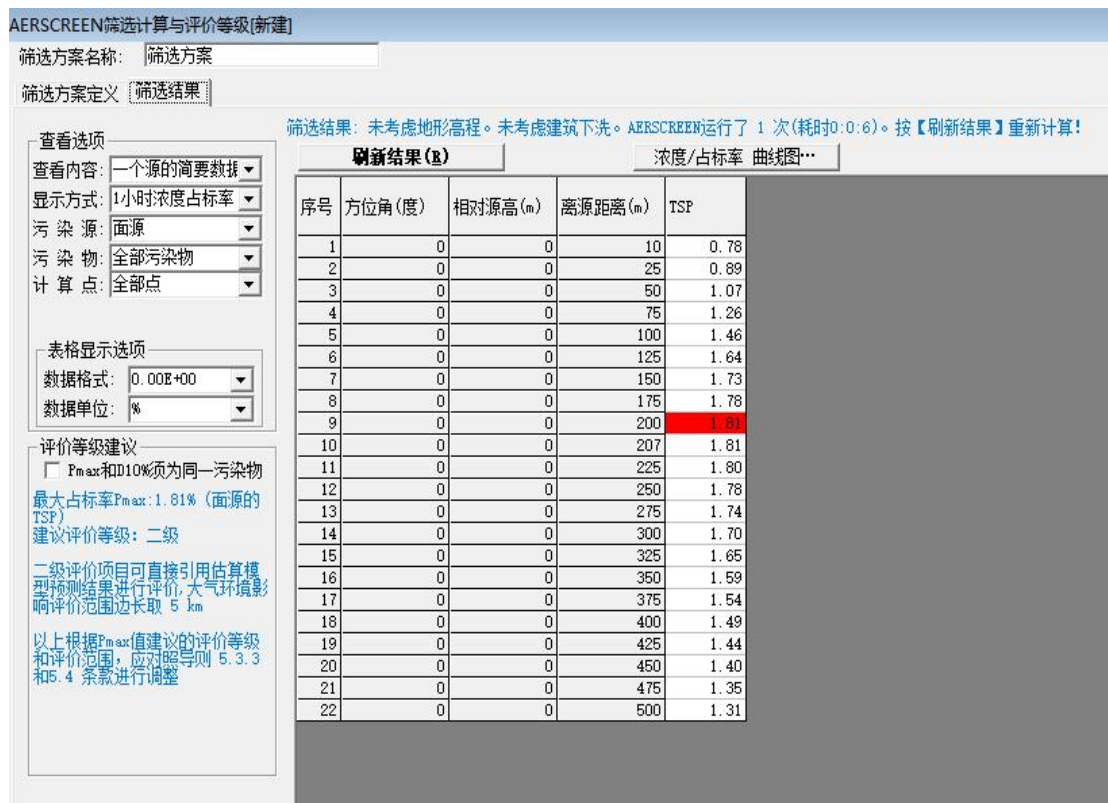 AERSCREEN筛选计算与评价等级[新建]
筛选方案名称: 筛选方案
筛选方案定义 筛选结果
筛选结果: 未考虑地形高程。未考虑建筑下洗。AERSCREEN运行了 1 次(耗时0:0:6)。按【刷新结果】重新计算!
查看选项
查看内容: 一个源的简要数据
显示方式: 1小时浓度占标率
污 染 源: 面源
污 染 物: 全部污染物
计 算 点: 全部点
表格显示选项
数据格式: 0.00E+00
数据单位: %
评价等级建议
Pmax和D10%须为同一污染物
最大占标率Pmax:1.81% (面源的
TSP)
建议评价等级: 二级
二级评价项目可直接引用估算模
型预测结果进行评价,大气环境影
响评价范围边长取 5 km
以上根据Pmax值建议的评价等级
和评价范围, 应对照导则 5.3.3
和5.4 条款进行调整
刷新结果(R) 浓度/占标率 曲线图…
序号 方位角(度) 相对源高(m) 离源距离(m) TSP
1 0 0 10 0.78
2 0 0 25 0.89
3 0 0 50 1.07
4 0 0 75 1.26
5 0 0 100 1.46
6 0 0 125 1.64
7 0 0 150 1.73
8 0 0 175 1.78
9 0 0 200 1.81
10 0 0 207 1.81
11 0 0 225 1.80
12 0 0 250 1.78
13 0 0 275 1.74
14 0 0 300 1.70
15 0 0 325 1.65
16 0 0 350 1.59
17 0 0 375 1.54
18 0 0 400 1.49
19 0 0 425 1.44
20 0 0 450 1.40
21 0 0 475 1.35
22 0 0 500 1.31